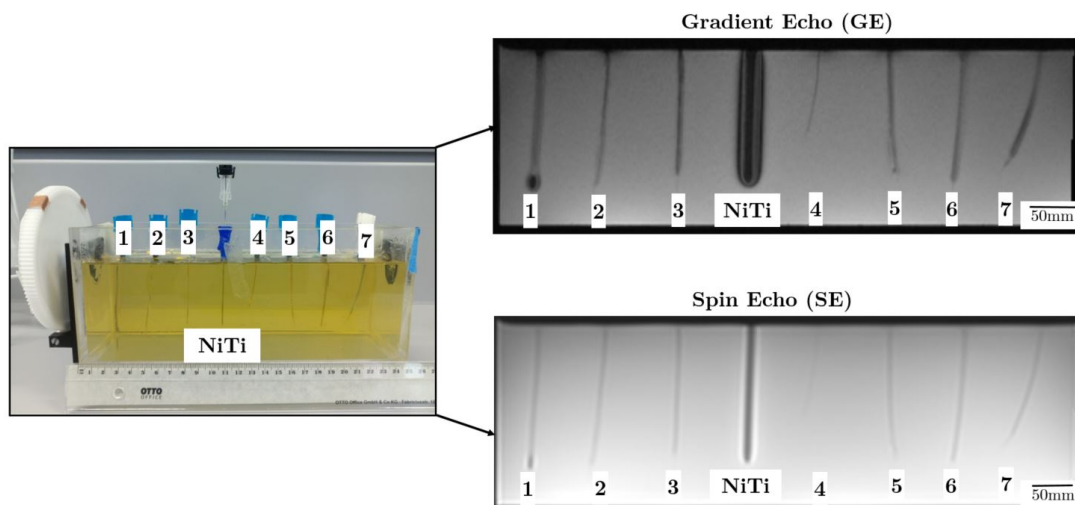 Gradient Echo (GE)
1 2 3 NiTi 4 5 6 7 50mm
1 2 3 4 5 6 7
NiTi
OTTO
OFFICE
Spin Echo (SE)
1 2 3 NiTi 4 5 6 7 50mm